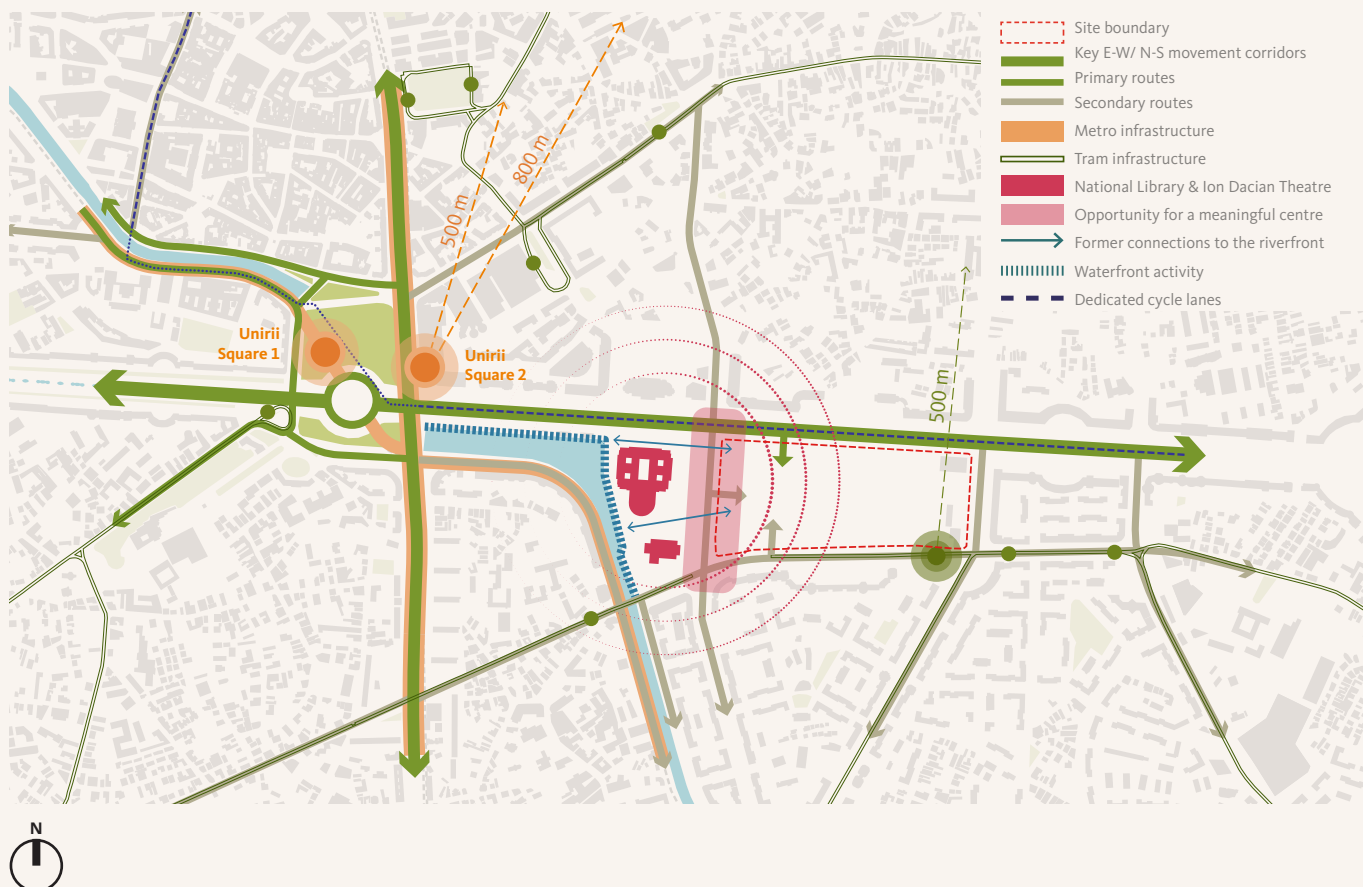 Site boundary
Key E-W/ N-S movement corridors
Primary routes
Secondary routes
Metro infrastructure
Tram infrastructure
National Library & Ion Dacian Theatre
Opportunity for a meaningful centre
Former connections to the riverfront
Waterfront activity
Dedicated cycle lanes
800 m
500 m
Unirii
Square 1
Unirii
Square 2
500 m
N